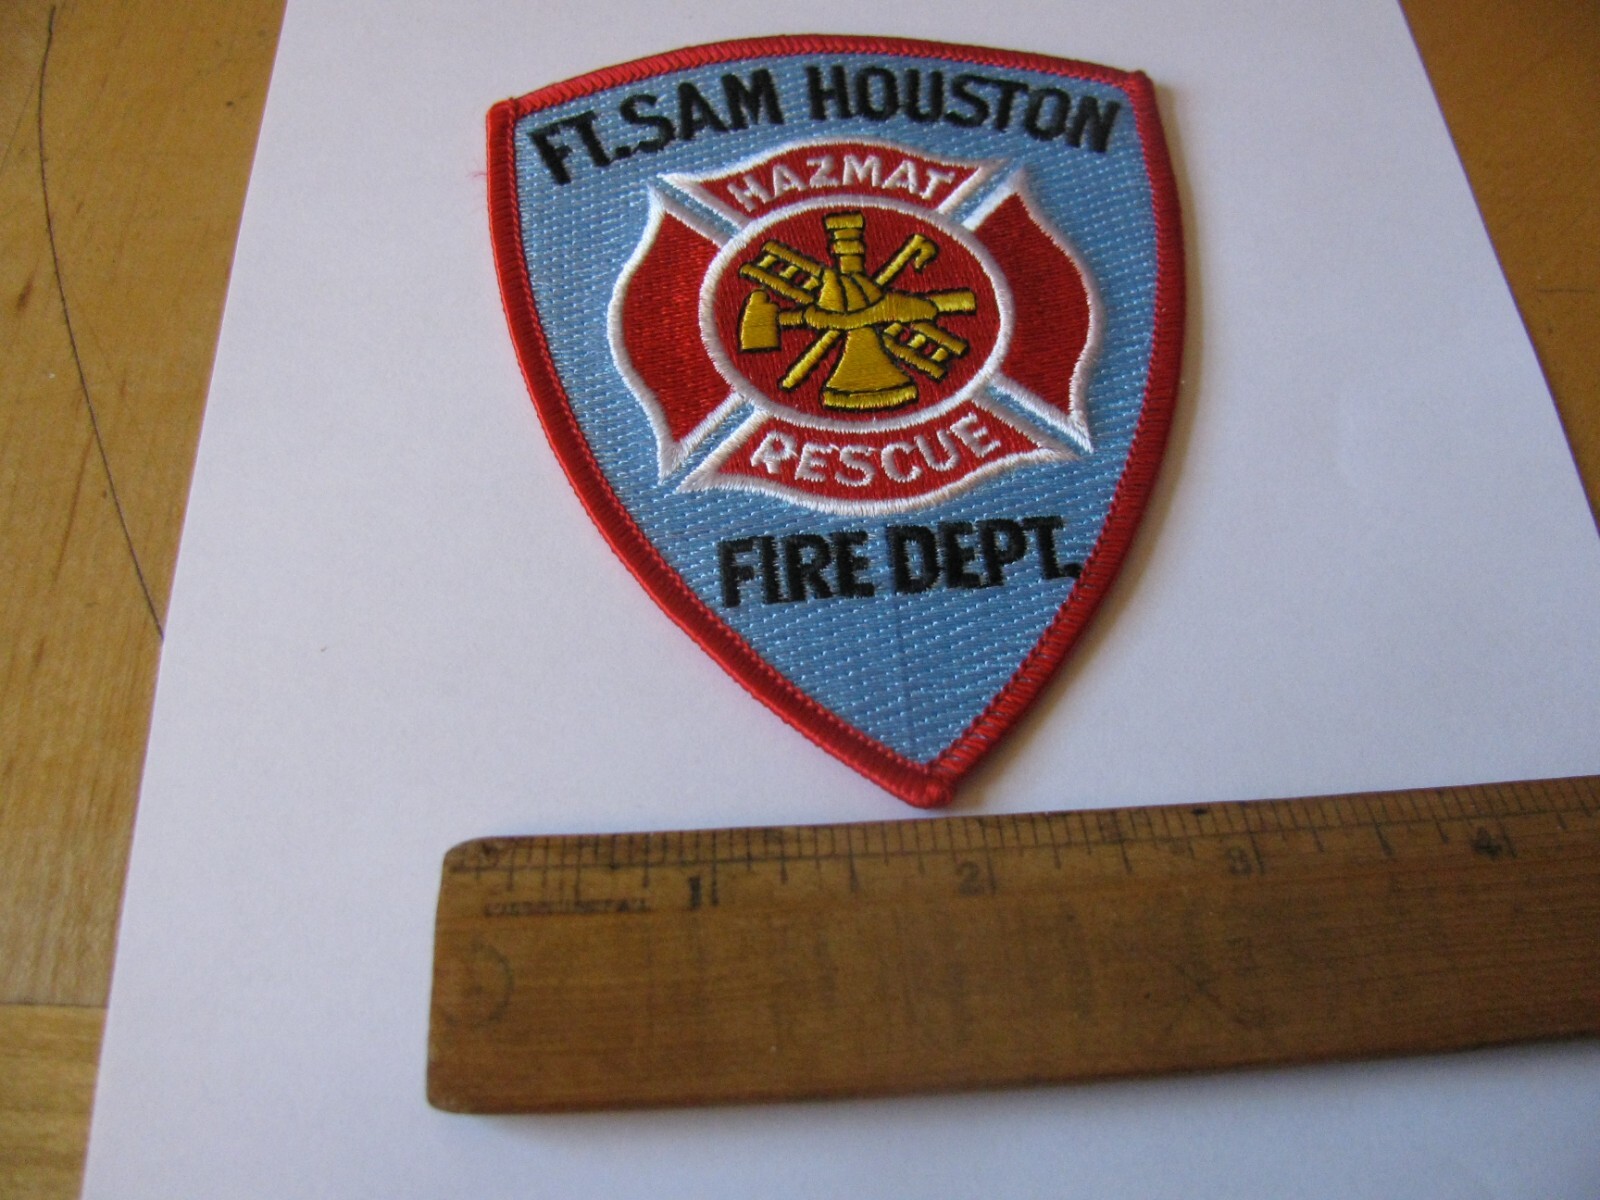 FT. SAM HOUSTON
HAZMAT
RESCUE
FIRE DEPT.
1 2 3 4